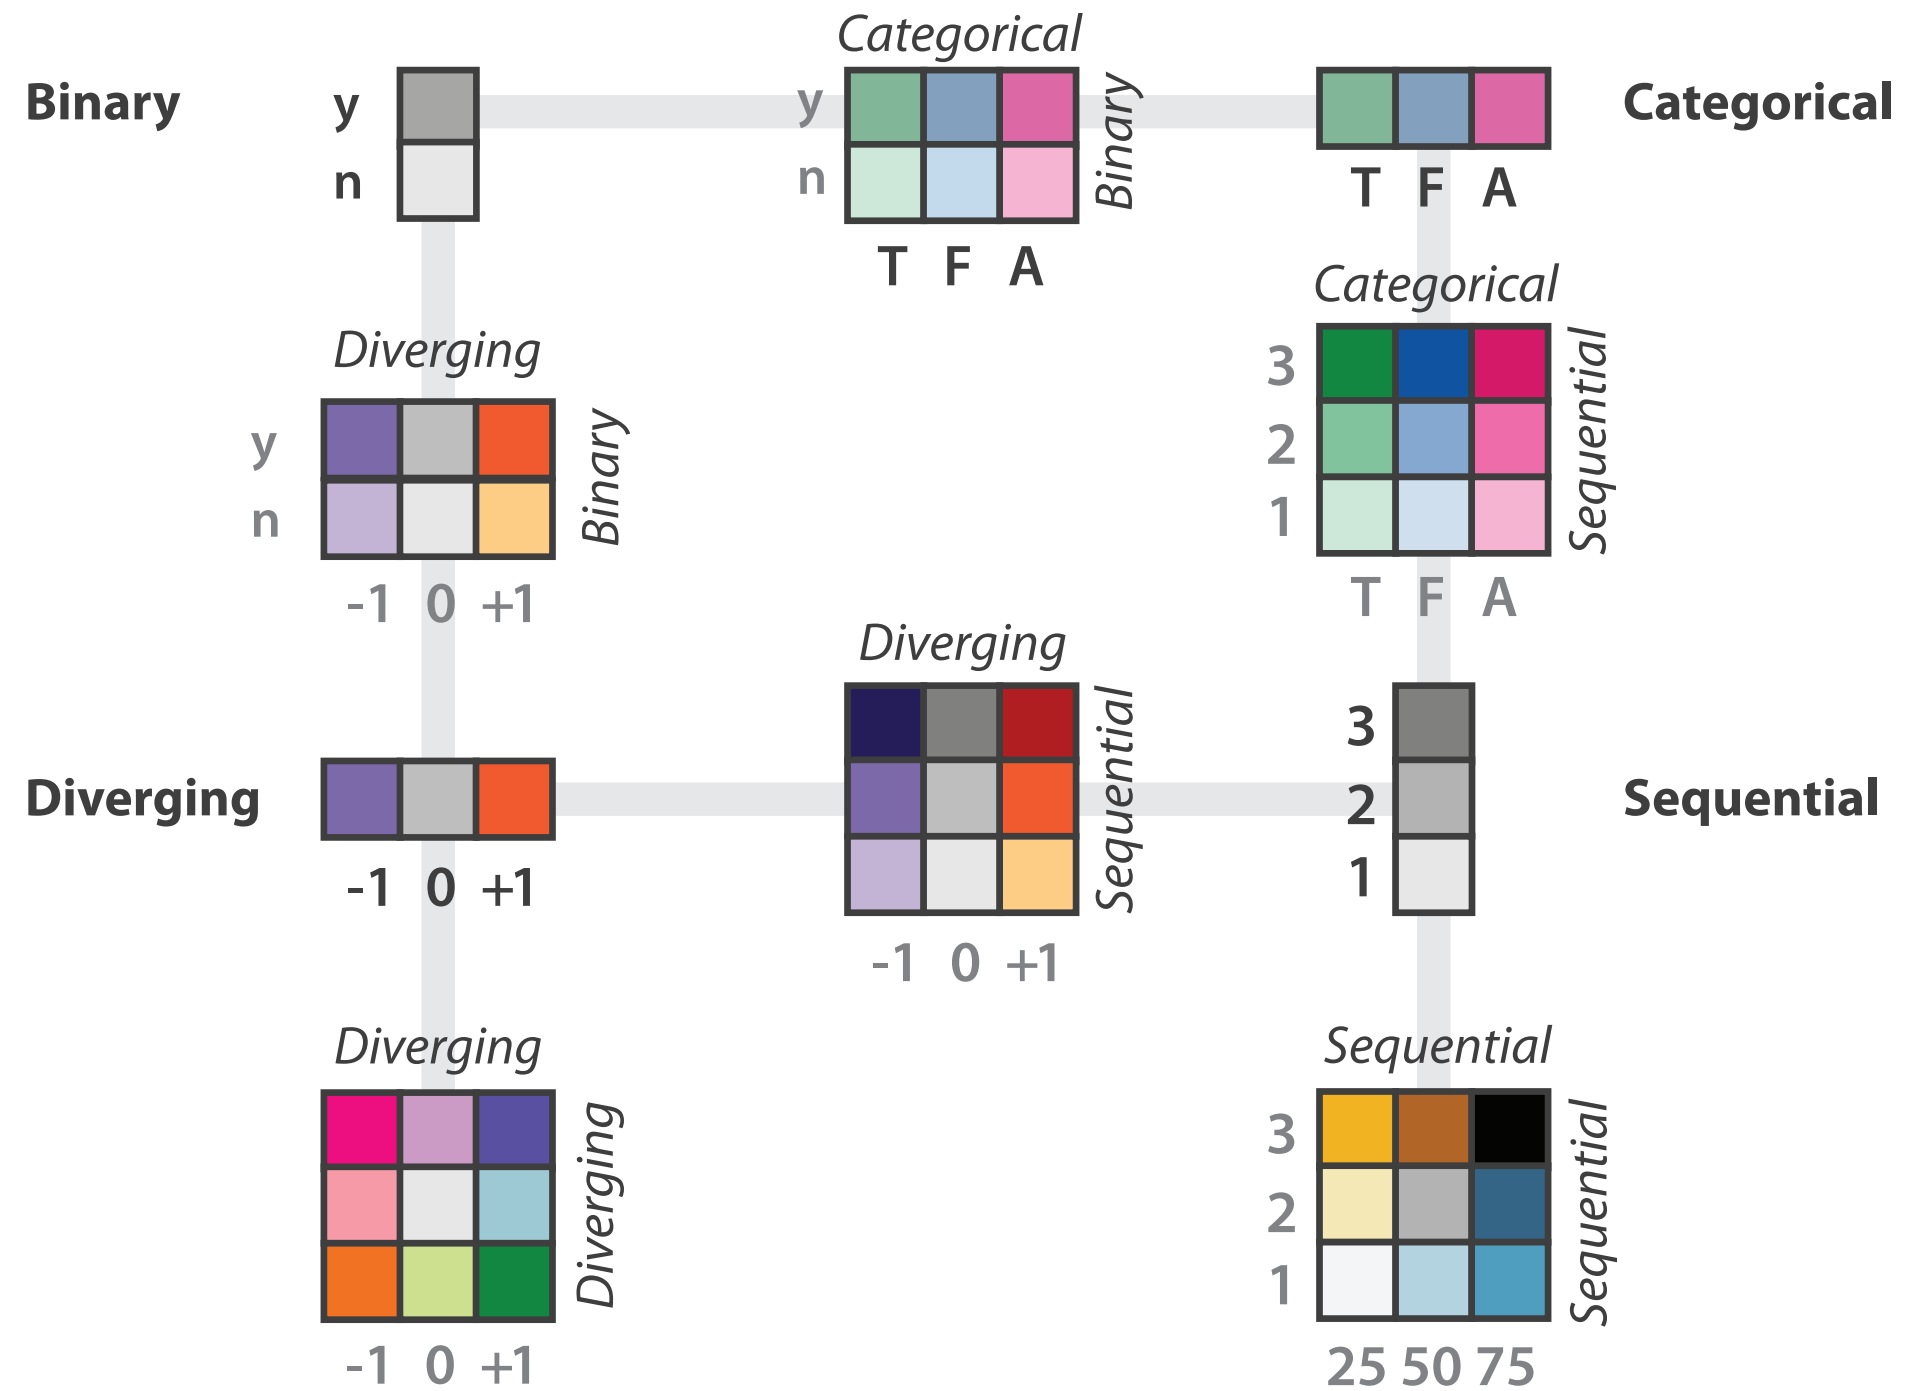 Categorical
Binary
y
n
y
n
Binary
T F A
T F A
Categorical
Diverging
y
n
Binary
-1 0 +1
Categorical
3
2
1
Sequential
T F A
Diverging
-1 0 +1
Diverging
Sequential
-1 0 +1
3
2
1
Sequential
Diverging
Diverging
-1 0 +1
Sequential
3
2
1
Sequential
25 50 75